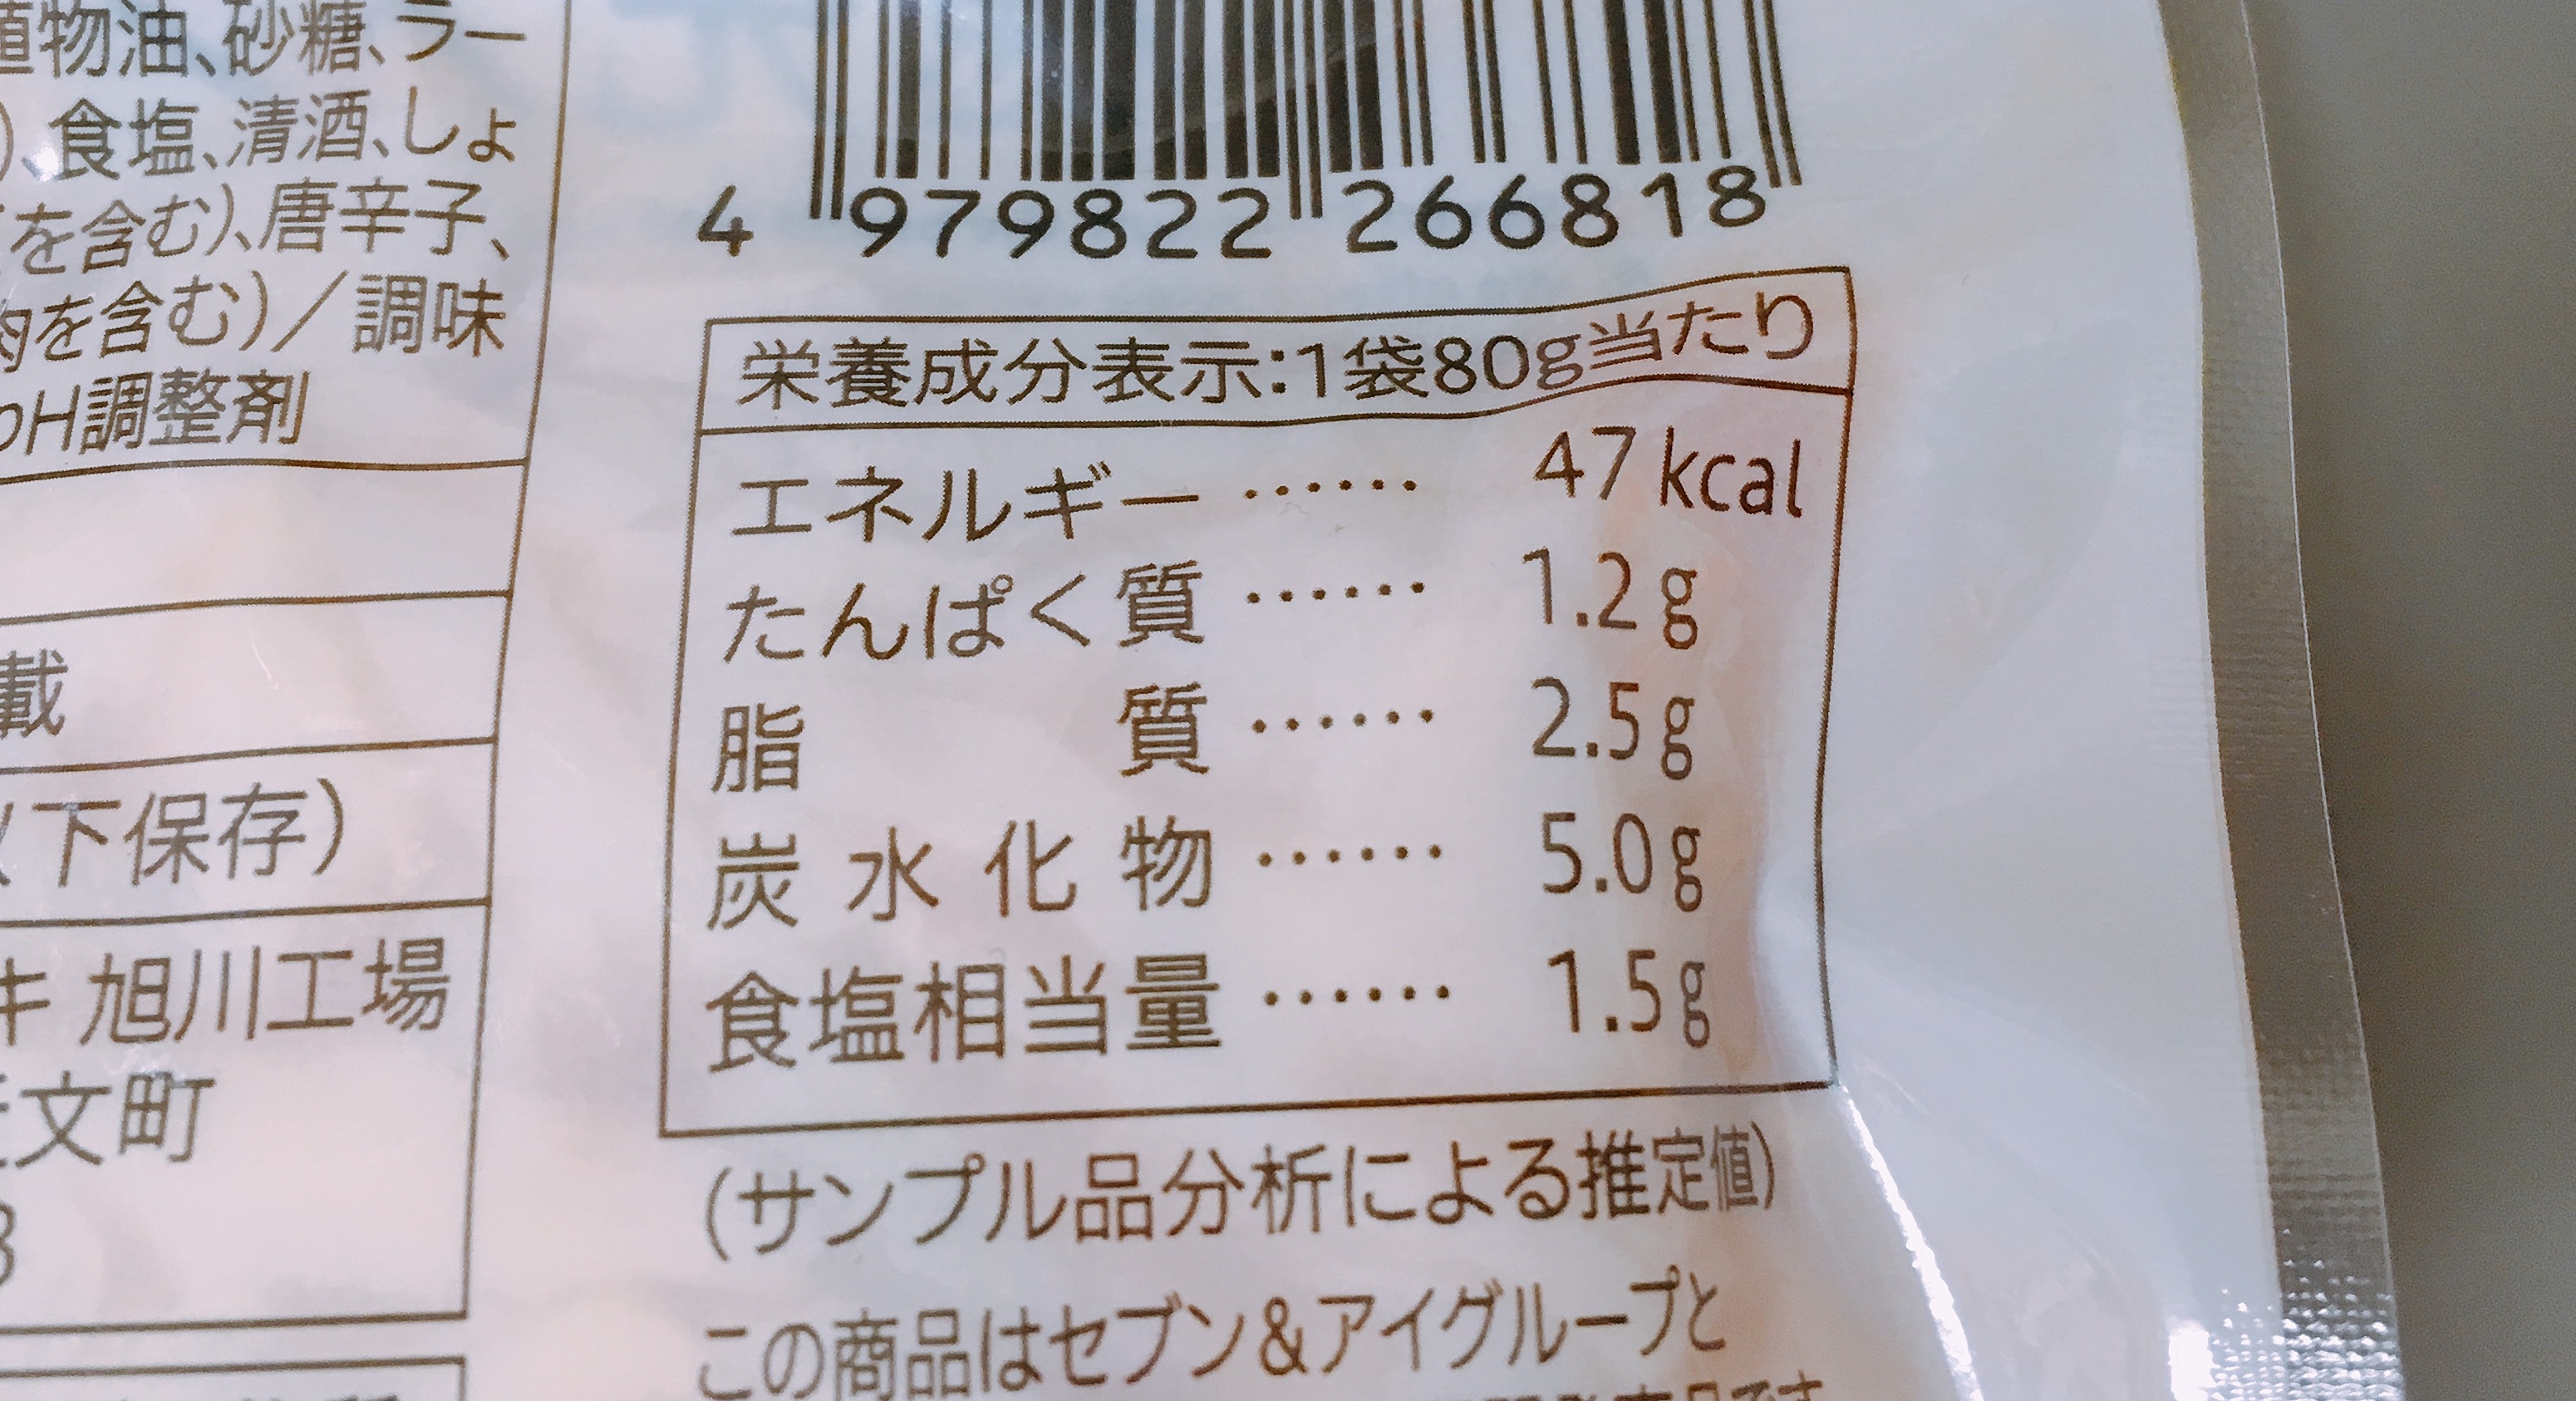 植物油、砂糖、ラー
)、食塩、清酒、しょ
を含む)、唐辛子、
肉を含む)／調味
pH調整剤
載
以下保存)
キ 旭川工場
文町
3
4 979822 266818
栄養成分表示:1袋80g当たり
エネルギー …… 47kcal
たんぱく質 …… 1.2g
脂質 …… 2.5g
炭水化物 …… 5.0g
食塩相当量 …… 1.5g
(サンプル品分析による推定値)
この商品はセブン&アイグループと